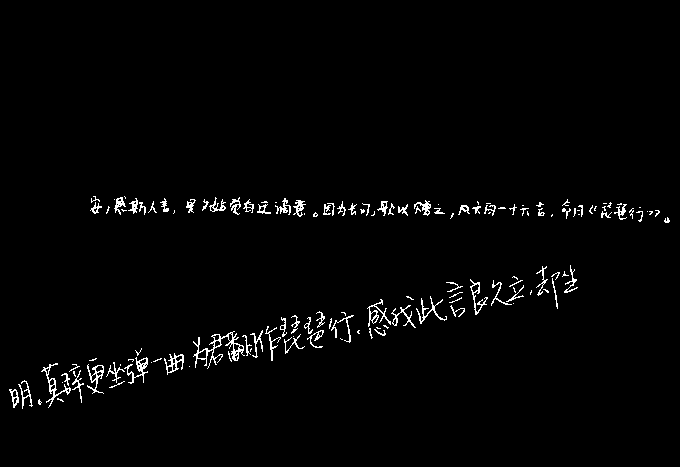 安，感斯人言，是夕始觉有迁谪意。因为长句，歌以赠之，凡六百一十六言，命曰《琵琶行》。
明。莫辞更坐弹一曲，为君翻作琵琶行。感我此言良久立，却坐